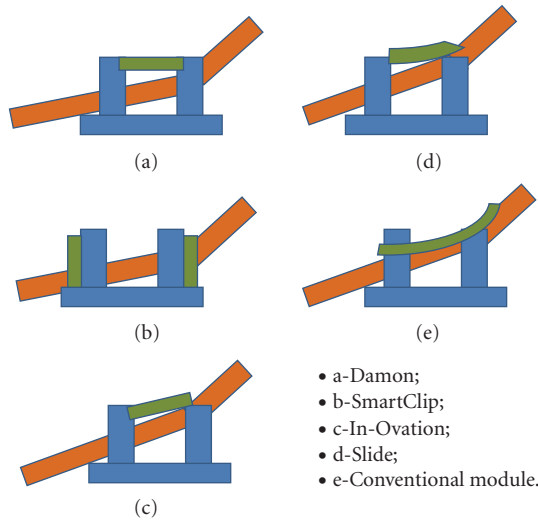 (a)
(d)
(b)
(e)
(c)
• a-Damon;
• b-SmartClip;
• c-In-Ovation;
• d-Slide;
• e-Conventional module.